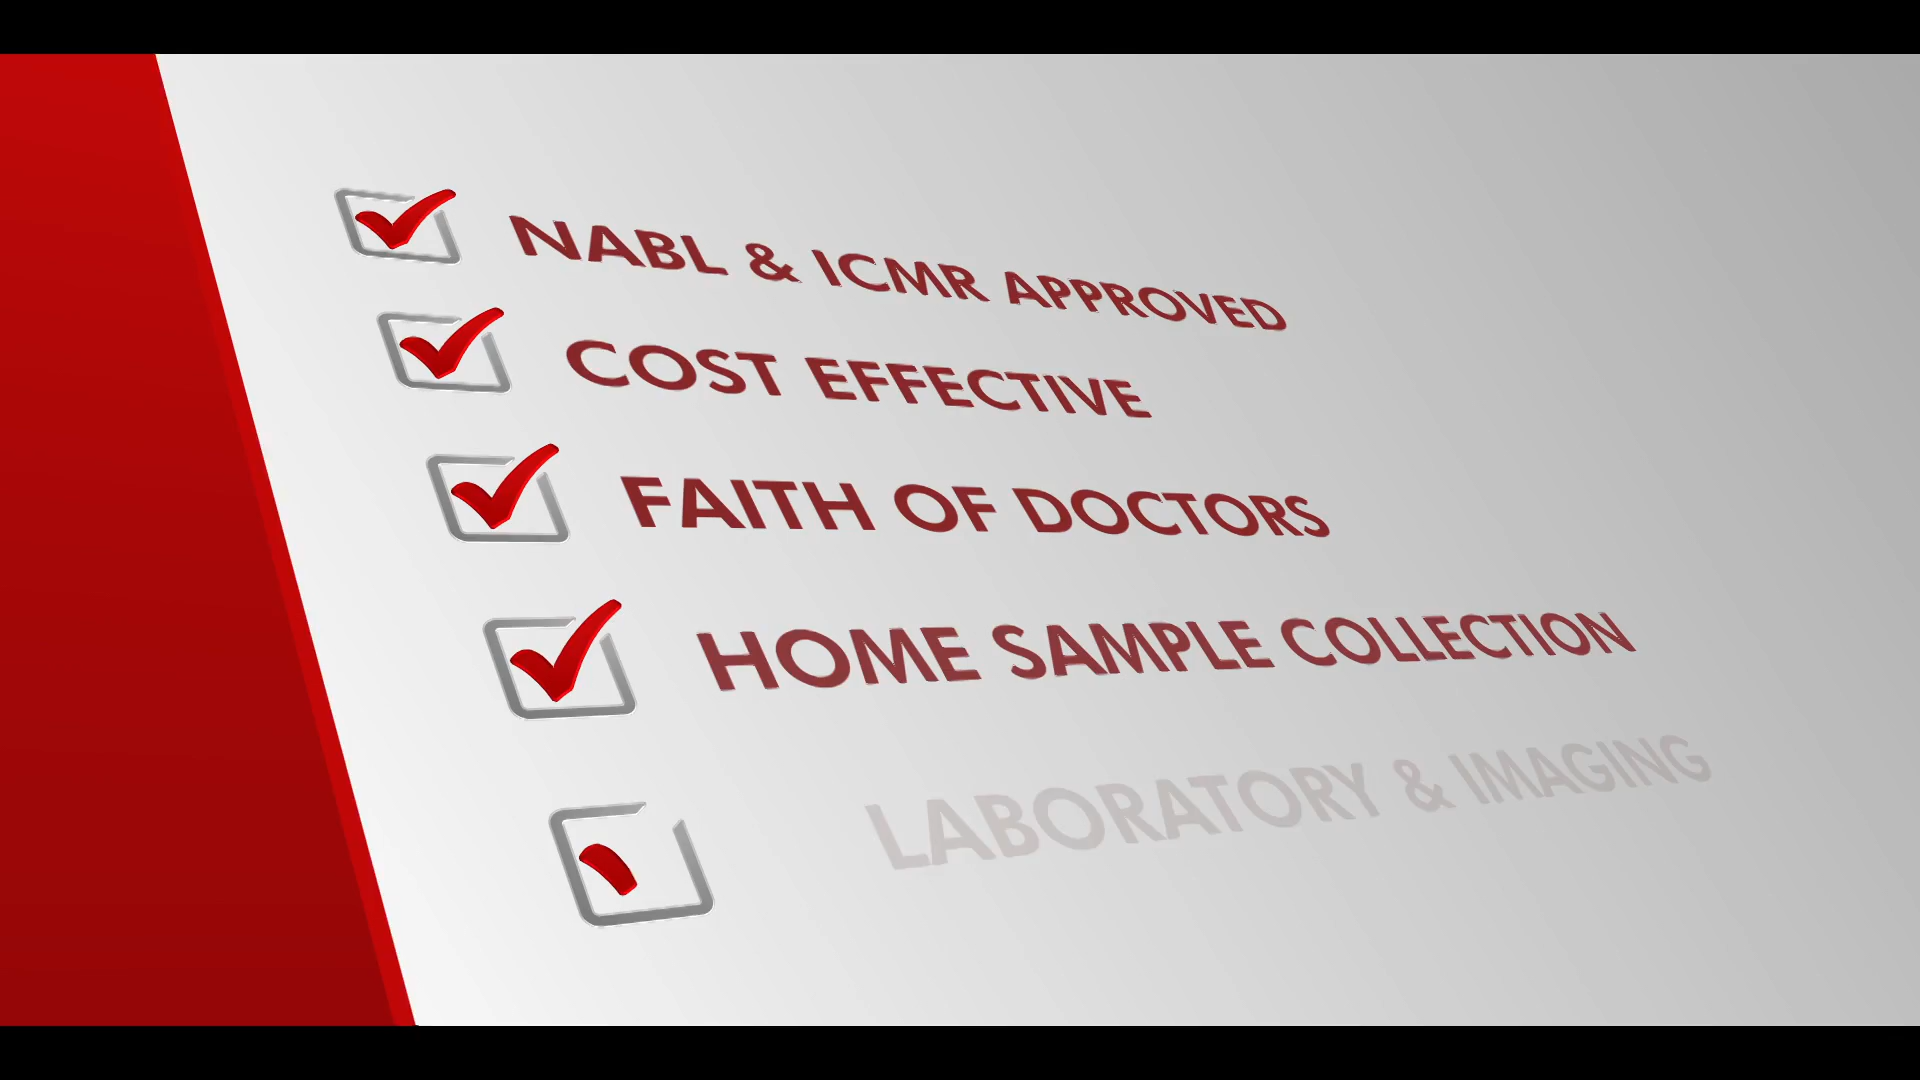 NABL & ICMR APPROVED
COST EFFECTIVE
FAITH OF DOCTORS
HOME SAMPLE COLLECTION
LABORATORY & IMAGING